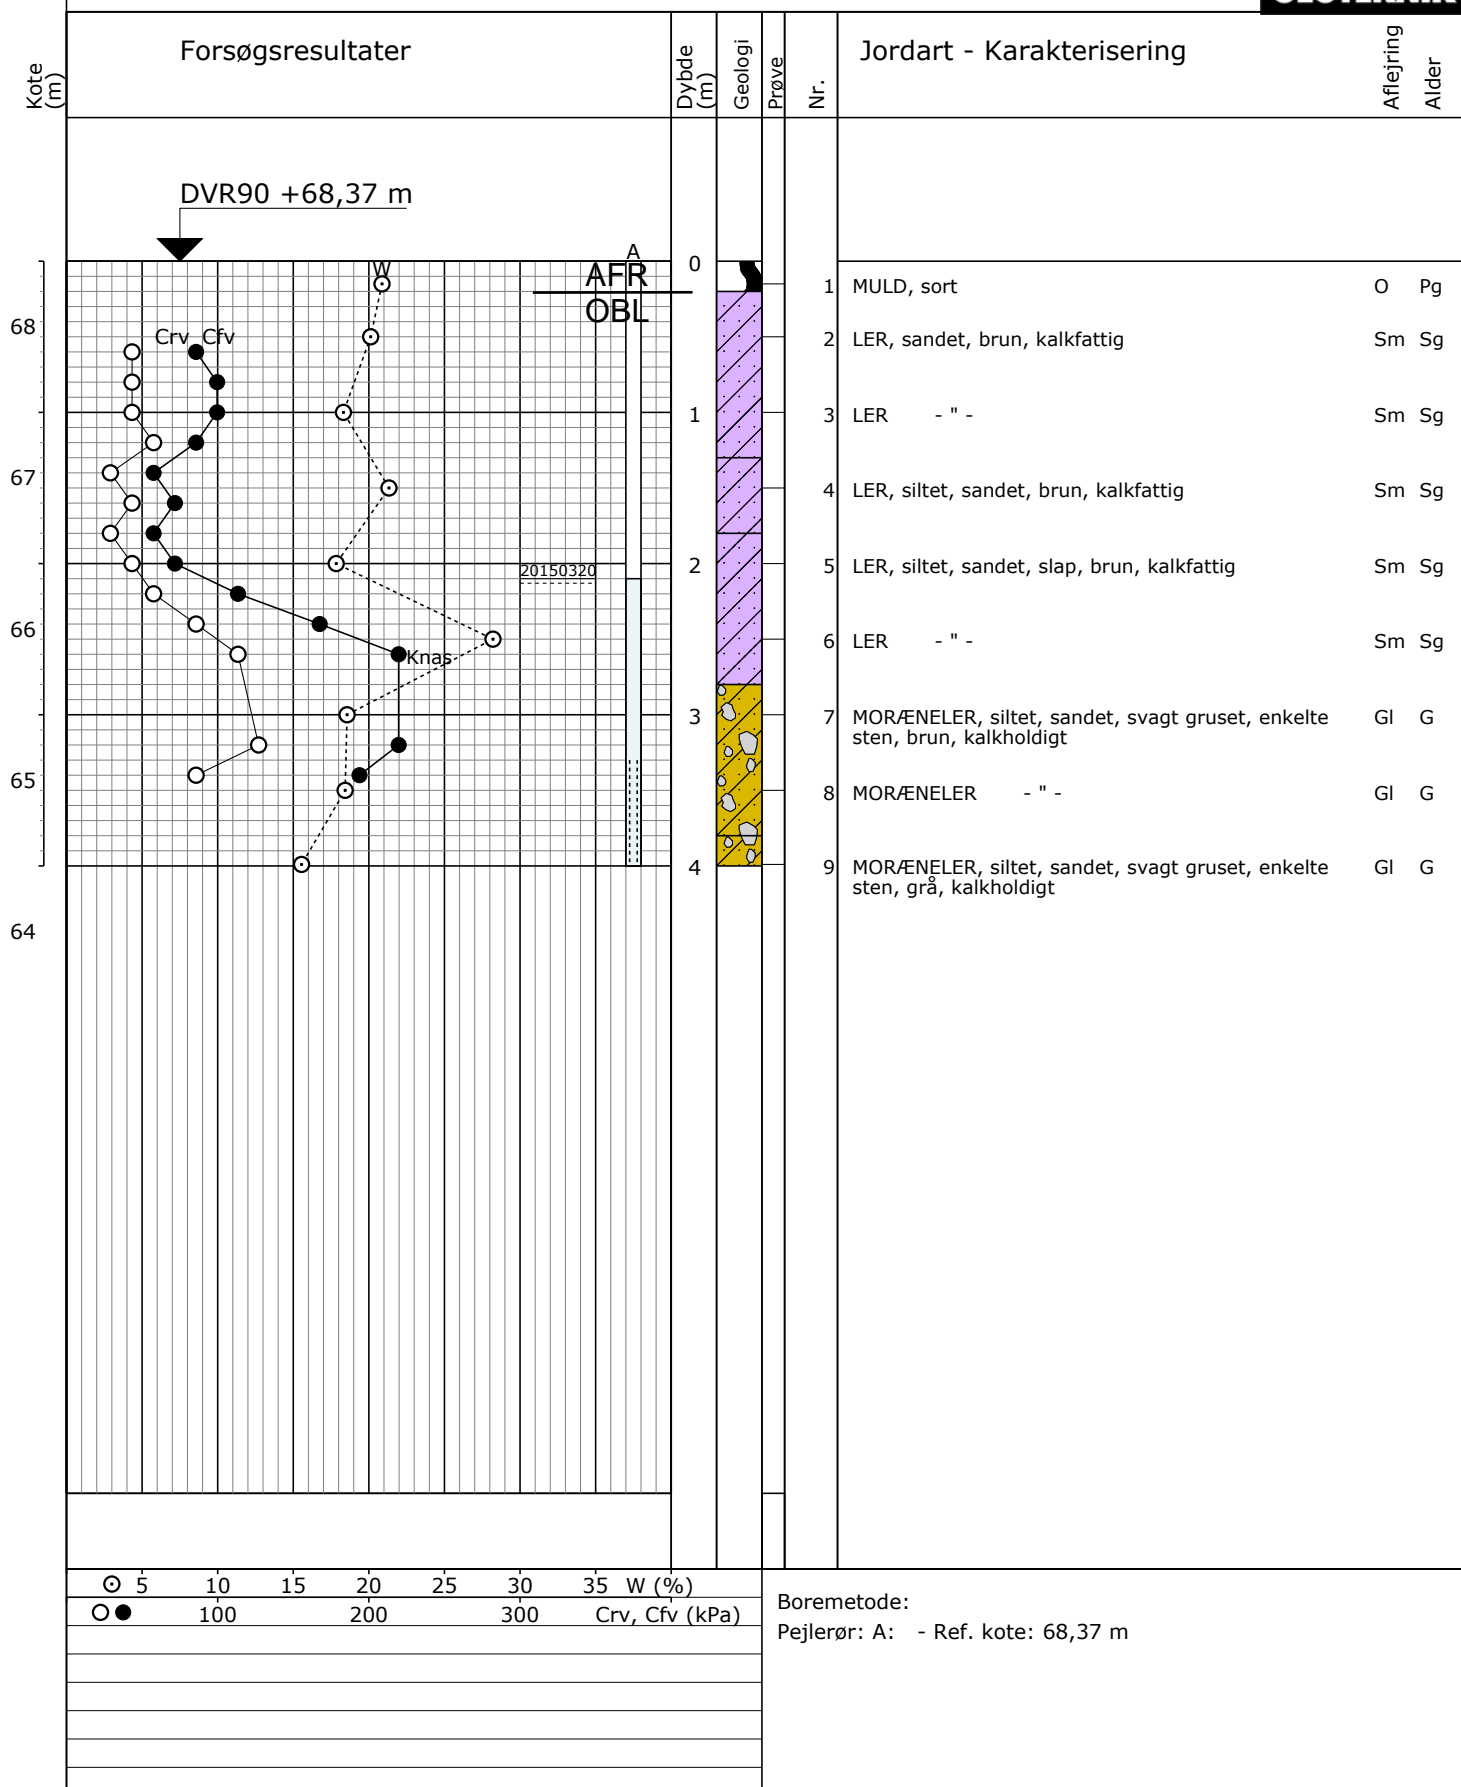 Kote (m)
Forsøgsresultater
Dybde (m)
Geologi
Prøve
Nr.
Jordart - Karakterisering
Aflejring
Alder
DVR90 +68,37 m
A
W
AFR
OBL
0
1 MULD, sort O Pg
68
Crv Cfv
2 LER, sandet, brun, kalkfattig Sm Sg
1
3 LER - " - Sm Sg
67
4 LER, siltet, sandet, brun, kalkfattig Sm Sg
20150320
2
5 LER, siltet, sandet, slap, brun, kalkfattig Sm Sg
66
Knas
6 LER - " - Sm Sg
3
7 MORÆNELER, siltet, sandet, svagt gruset, enkelte Gl G
sten, brun, kalkholdigt
65
8 MORÆNELER - " - Gl G
4
9 MORÆNELER, siltet, sandet, svagt gruset, enkelte Gl G
sten, grå, kalkholdigt
64
5 10 15 20 25 30 35 W (%)
100 200 300 Crv, Cfv (kPa)
Boremetode:
Pejlerør: A: - Ref. kote: 68,37 m